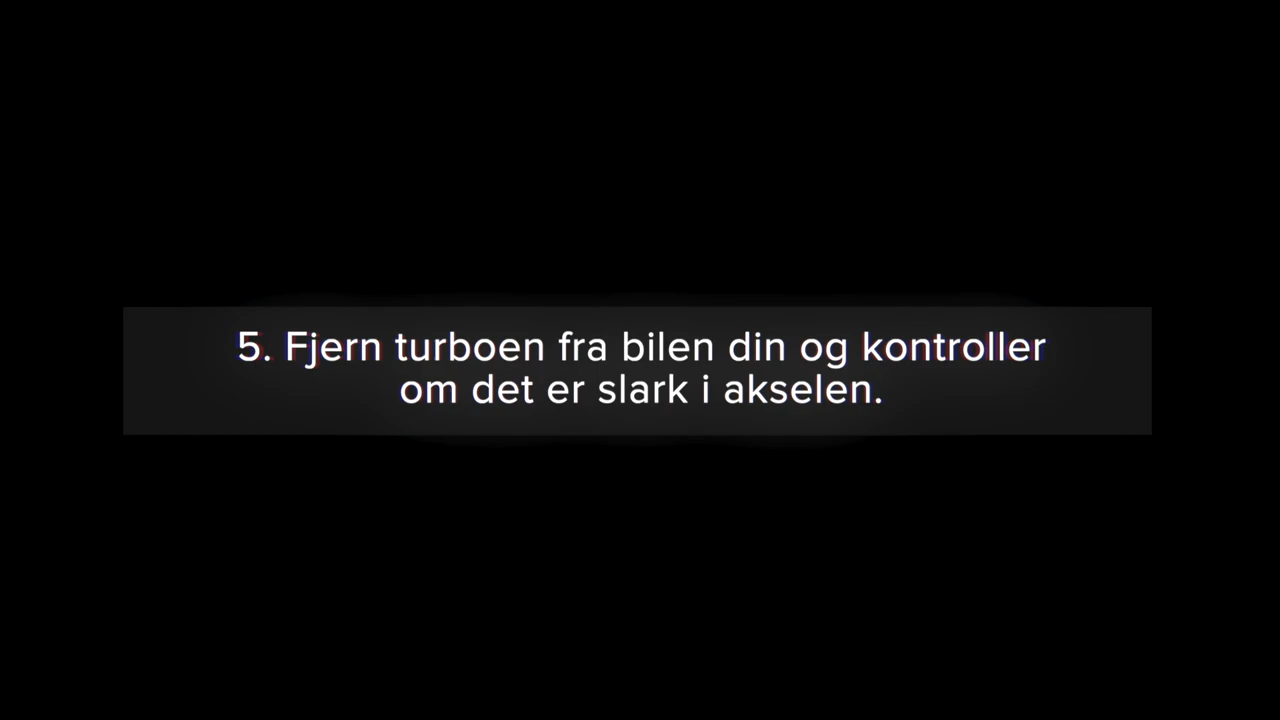 5. Fjern turboen fra bilen din og kontroller
om det er slark i akselen.